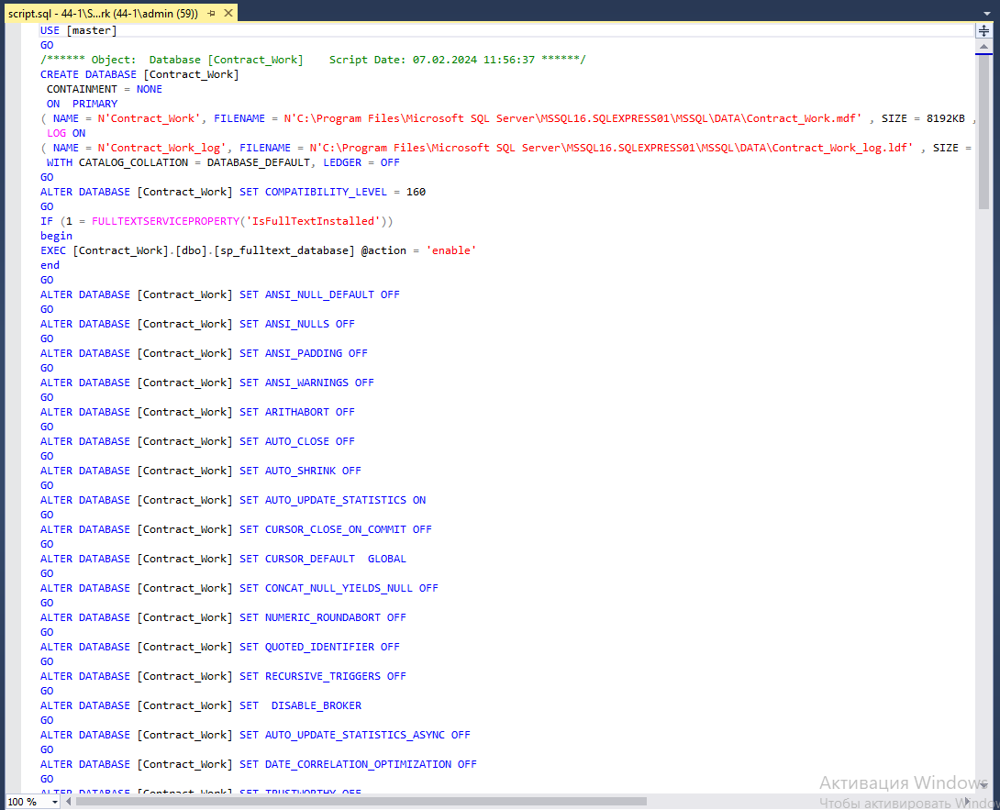 script.sql - 44-1\S...rk (44-1\admin (59))
USE [master]
GO
/****** Object:  Database [Contract_Work]    Script Date: 07.02.2024 11:56:37 ******/
CREATE DATABASE [Contract_Work]
 CONTAINMENT = NONE
 ON  PRIMARY
( NAME = N'Contract_Work', FILENAME = N'C:\Program Files\Microsoft SQL Server\MSSQL16.SQLEXPRESS01\MSSQL\DATA\Contract_Work.mdf' , SIZE = 8192KB ,
 LOG ON
( NAME = N'Contract_Work_log', FILENAME = N'C:\Program Files\Microsoft SQL Server\MSSQL16.SQLEXPRESS01\MSSQL\DATA\Contract_Work_log.ldf' , SIZE =
 WITH CATALOG_COLLATION = DATABASE_DEFAULT, LEDGER = OFF
GO
ALTER DATABASE [Contract_Work] SET COMPATIBILITY_LEVEL = 160
GO
IF (1 = FULLTEXTSERVICEPROPERTY('IsFullTextInstalled'))
begin
EXEC [Contract_Work].[dbo].[sp_fulltext_database] @action = 'enable'
end
GO
ALTER DATABASE [Contract_Work] SET ANSI_NULL_DEFAULT OFF
GO
ALTER DATABASE [Contract_Work] SET ANSI_NULLS OFF
GO
ALTER DATABASE [Contract_Work] SET ANSI_PADDING OFF
GO
ALTER DATABASE [Contract_Work] SET ANSI_WARNINGS OFF
GO
ALTER DATABASE [Contract_Work] SET ARITHABORT OFF
GO
ALTER DATABASE [Contract_Work] SET AUTO_CLOSE OFF
GO
ALTER DATABASE [Contract_Work] SET AUTO_SHRINK OFF
GO
ALTER DATABASE [Contract_Work] SET AUTO_UPDATE_STATISTICS ON
GO
ALTER DATABASE [Contract_Work] SET CURSOR_CLOSE_ON_COMMIT OFF
GO
ALTER DATABASE [Contract_Work] SET CURSOR_DEFAULT  GLOBAL
GO
ALTER DATABASE [Contract_Work] SET CONCAT_NULL_YIELDS_NULL OFF
GO
ALTER DATABASE [Contract_Work] SET NUMERIC_ROUNDABORT OFF
GO
ALTER DATABASE [Contract_Work] SET QUOTED_IDENTIFIER OFF
GO
ALTER DATABASE [Contract_Work] SET RECURSIVE_TRIGGERS OFF
GO
ALTER DATABASE [Contract_Work] SET  DISABLE_BROKER
GO
ALTER DATABASE [Contract_Work] SET AUTO_UPDATE_STATISTICS_ASYNC OFF
GO
ALTER DATABASE [Contract_Work] SET DATE_CORRELATION_OPTIMIZATION OFF
GO
ALTER DATABASE [Contract_Work] SET TRUSTWORTHY OFF
Активация Windows
100 %
Чтобы активировать Windo